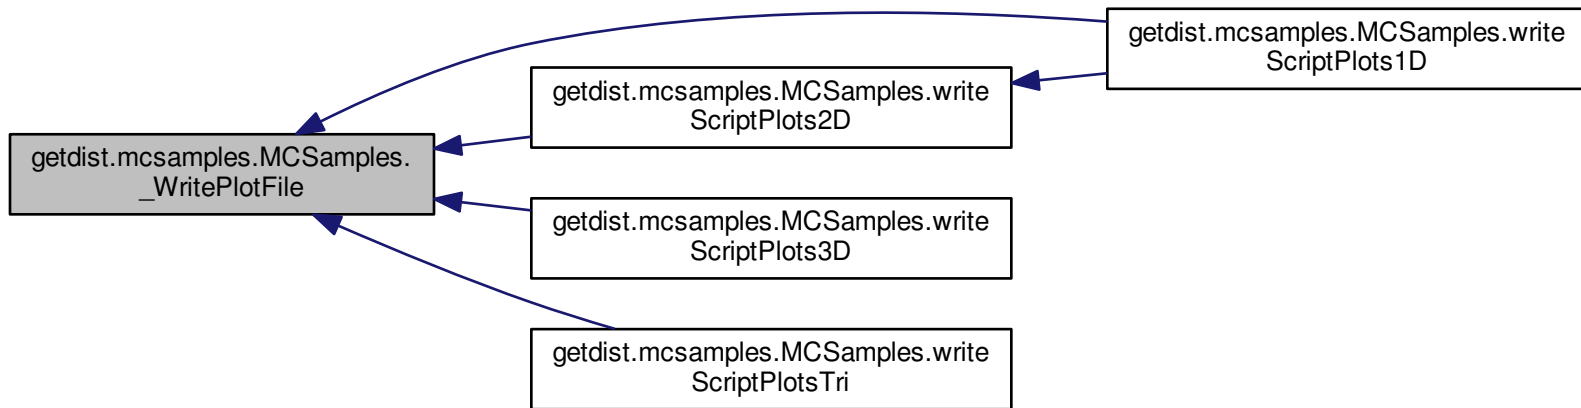 getdist.mcsamples.MCSamples.write
ScriptPlots1D
getdist.mcsamples.MCSamples.write
ScriptPlots2D
getdist.mcsamples.MCSamples.
_WritePlotFile
getdist.mcsamples.MCSamples.write
ScriptPlots3D
getdist.mcsamples.MCSamples.write
ScriptPlotsTri